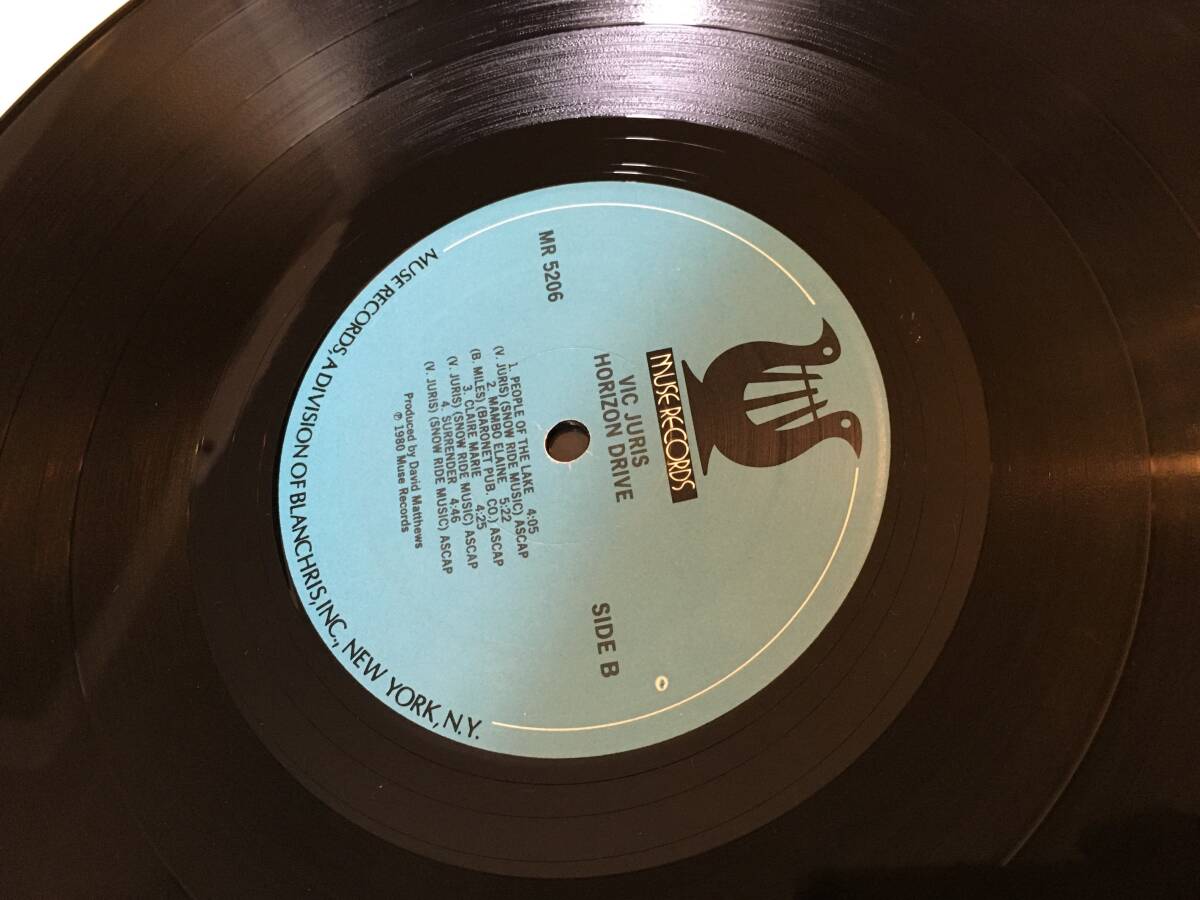 MUSE RECORDS
MR 5206
VIC JURIS
HORIZON DRIVE
SIDE B
1. PEOPLE OF THE LAKE 4:05
(V. JURIS) (SNOW RIDE MUSIC) ASCAP
2. MAMBO ELAINE 5:22
(B. MILES) (BARONET PUB. CO.) ASCAP
3. CLAIRE MARIE 4:25
(V. JURIS) (SNOW RIDE MUSIC) ASCAP
4. SURRENDER 4:46
(V. JURIS) (SNOW RIDE MUSIC) ASCAP
Produced by David Matthews
℗ 1980 Muse Records
MUSE RECORDS, A DIVISION OF BLANCHRIS, INC., NEW YORK, N.Y.